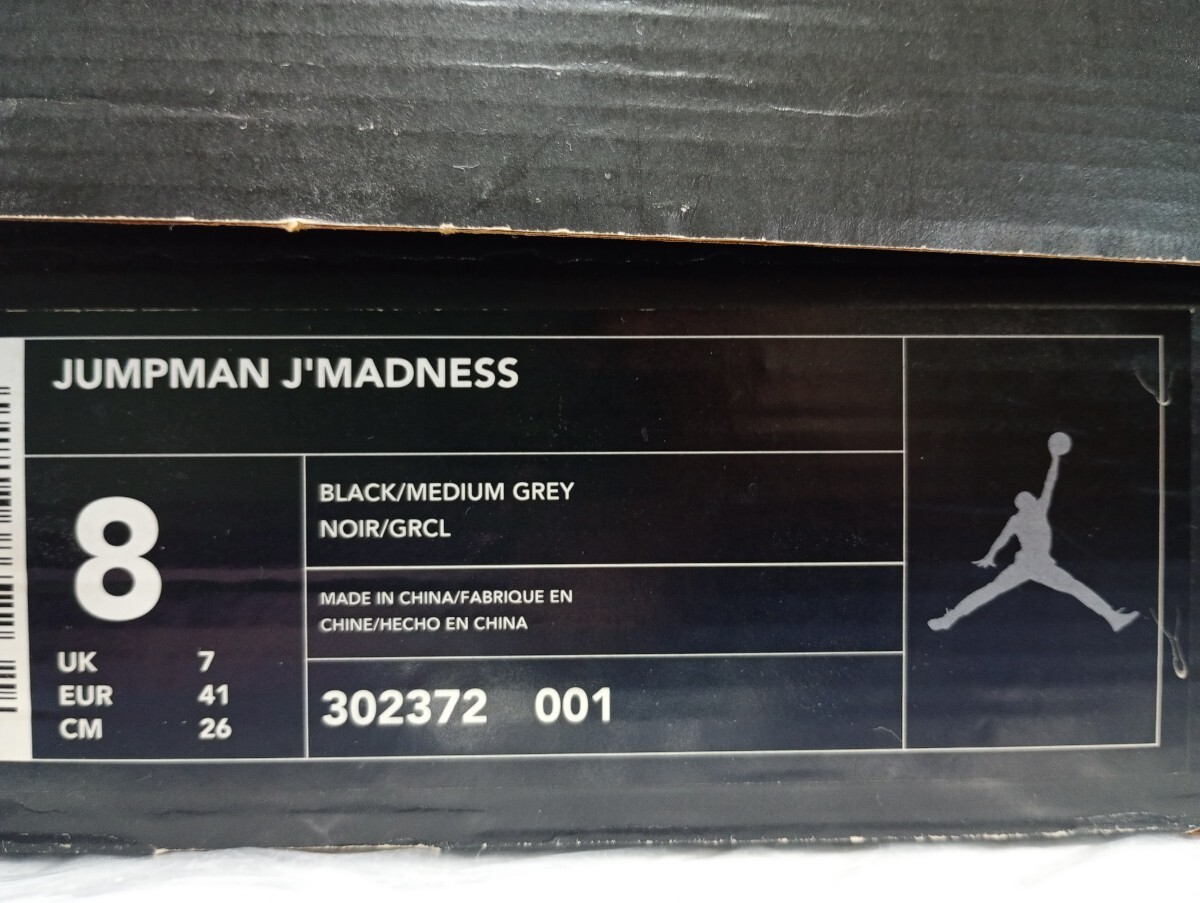 JUMPMAN J'MADNESS
8
UK 7
EUR 41
CM 26
BLACK/MEDIUM GREY
NOIR/GRCL
MADE IN CHINA/FABRIQUE EN
CHINE/HECHO EN CHINA
302372 001